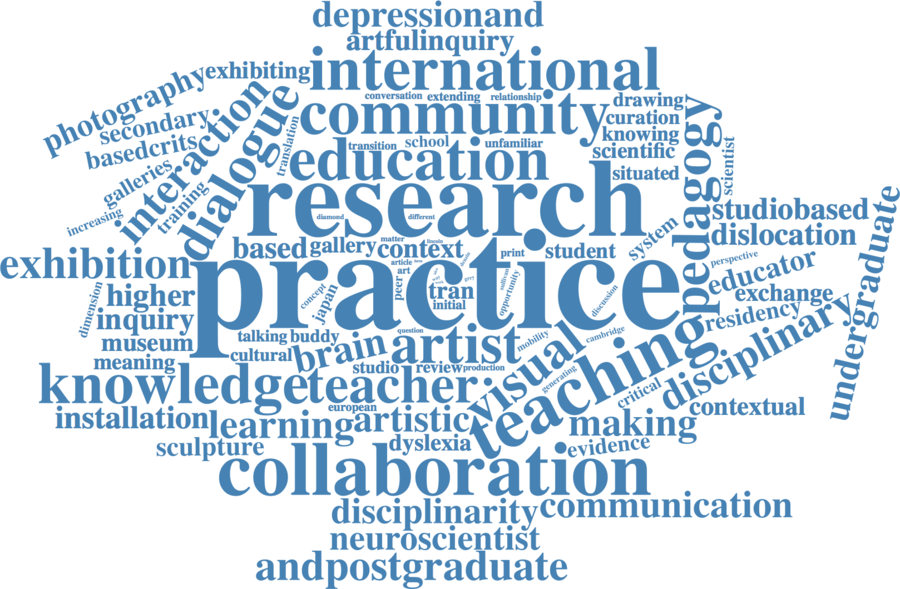 depressionand
artfulinquiry
exhibiting
international
photography
conversation
extending
relationship
drawing
secondary
interaction
dialogue
translation
community
curation
knowing
basedcrits
transition
school
unfamiliar
scientific
pedagogy
scientist
galleries
training
education
situated
increasing
research
diamond
different
studiobased
undergraduate
based
gallery
matter
context
print
student
system
dislocation
exhibition
practice
article
art
peer
perspective
educator
dimension
higher
concept
japan
tran
initial
opportunity
discussion
exchange
inquiry
residency
museum
talking
buddy
question
artist
mobility
cambridge
disciplinary
meaning
cultural
brain
studio
review
production
visual
teaching
generating
critical
knowledge
teacher
european
contextual
installation
learning
artistic
making
sculpture
dyslexia
evidence
collaboration
disciplinarity
communication
neuroscientist
andpostgraduate